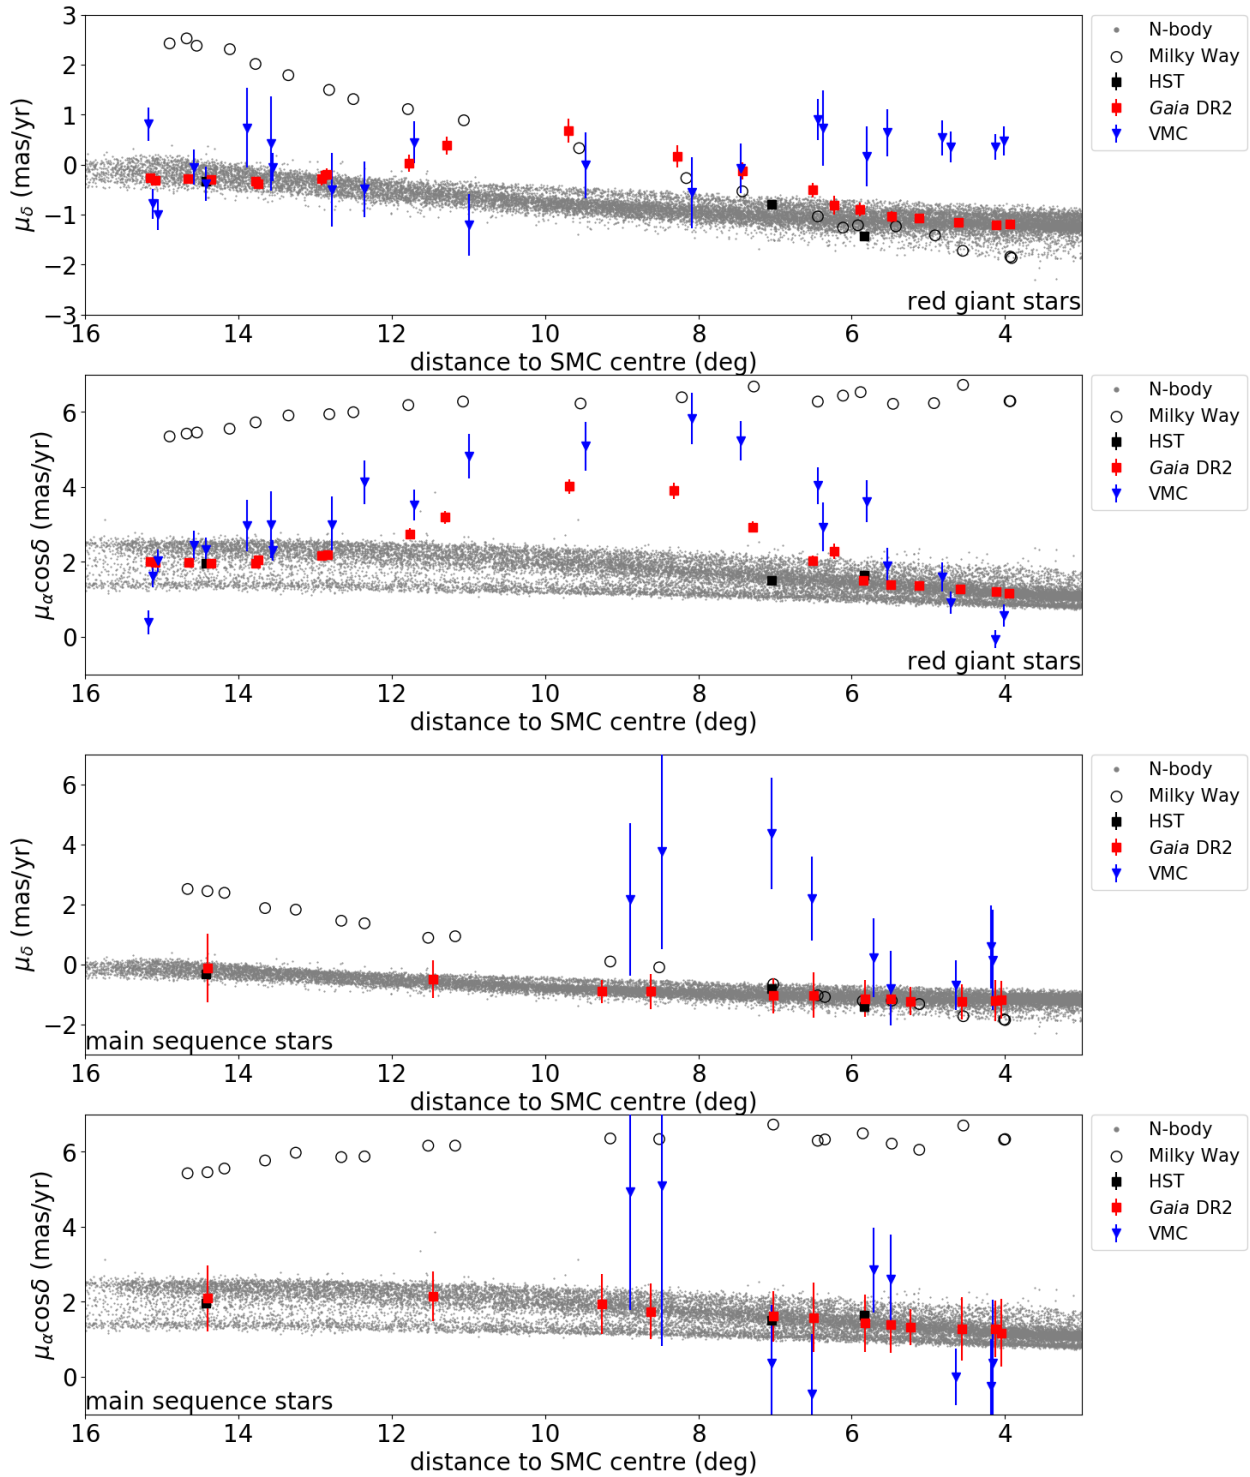 3
2
1
0
−1
−2
−3
μδ (mas/yr)
16 14 12 10 8 6 4
distance to SMC centre (deg)
red giant stars
N-body
Milky Way
HST
Gaia DR2
VMC
6
4
2
0
μαcosδ (mas/yr)
16 14 12 10 8 6 4
distance to SMC centre (deg)
red giant stars
N-body
Milky Way
HST
Gaia DR2
VMC
6
4
2
0
−2
μδ (mas/yr)
16 14 12 10 8 6 4
distance to SMC centre (deg)
main sequence stars
N-body
Milky Way
HST
Gaia DR2
VMC
6
4
2
0
μαcosδ (mas/yr)
16 14 12 10 8 6 4
distance to SMC centre (deg)
main sequence stars
N-body
Milky Way
HST
Gaia DR2
VMC